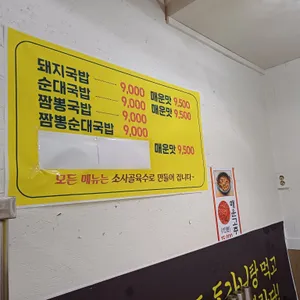 돼지국밥 9,000 매운맛 9,500
순대국밥 9,000 매운맛 9,500
짬뽕국밥 9,000
짬뽕순대국밥 9,000
매운맛 9,500
모든 메뉴는 소사공육수로 만들어 집니다~
먹고